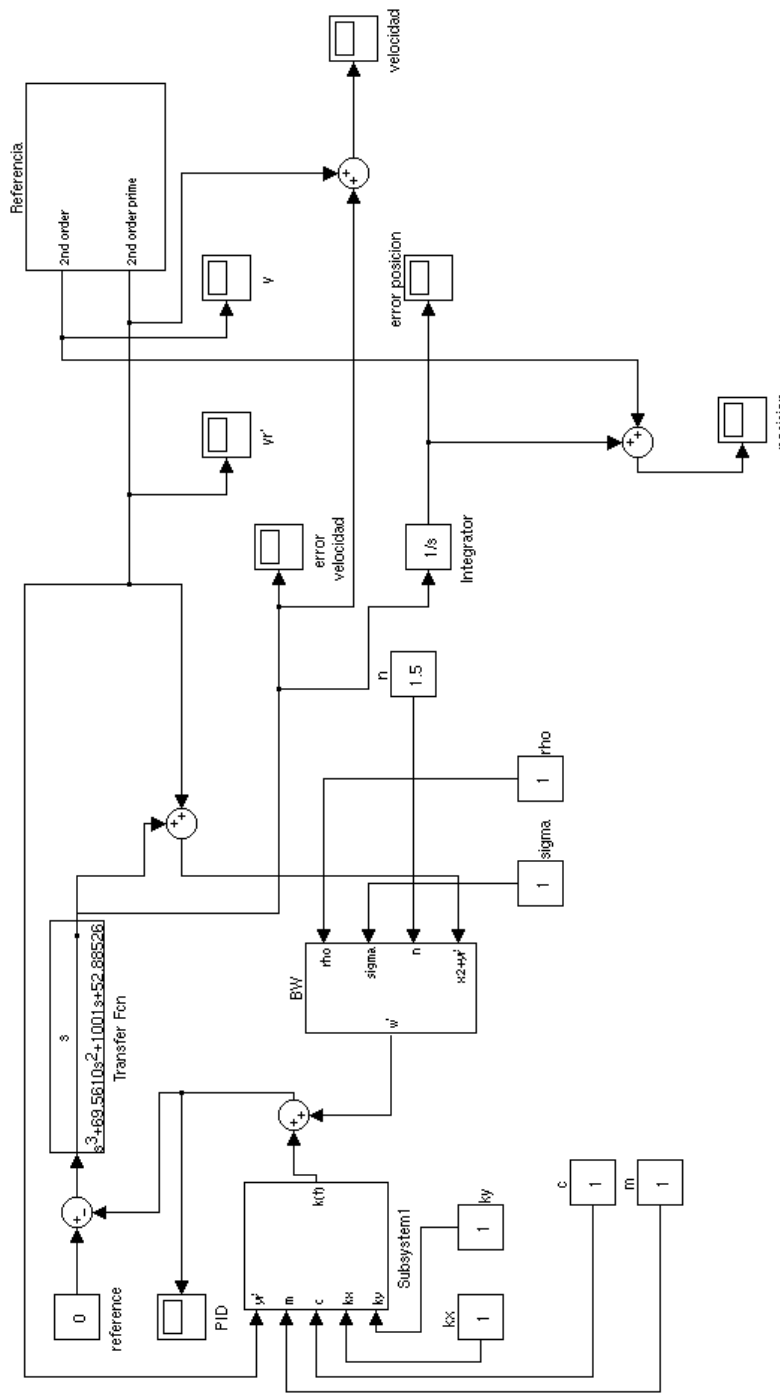 0
reference
+
-
s
s³+69.5610s²+1001s+52.88526
Transfer Fcn
Referencia
2nd order
2nd order prime
PID
+
+
yr'
y
yr'
m
c
kx
ky
k(t)
Subsystem1
+
+
BW
w'
rho
sigma
n
x2+yr'
error
velocidad
+
+
velocidad
n
1.5
1/s
Integrator
error posicion
kx
1
ky
1
1
sigma
1
rho
c
1
m
1
+
+
posicion